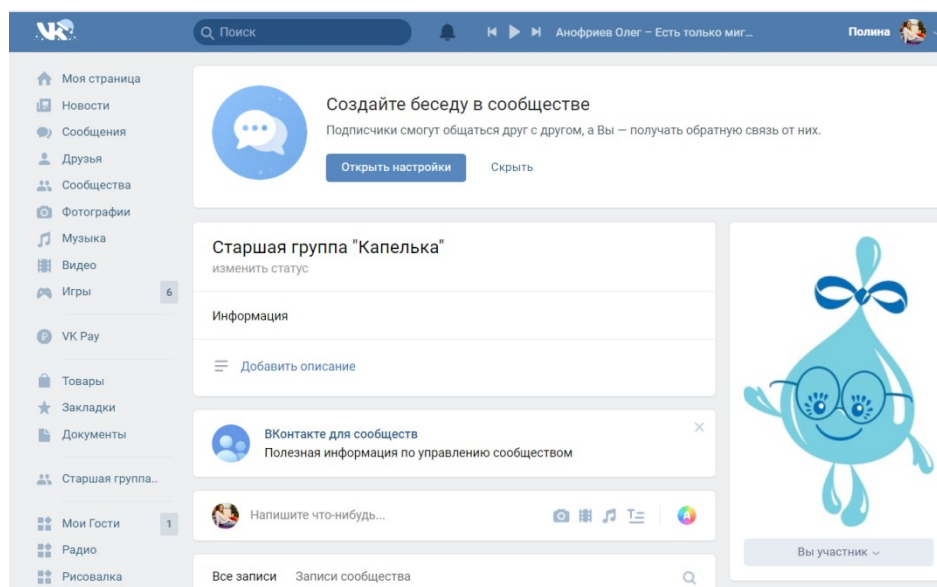 Поиск
Анофриев Олег – Есть только миг...
Полина
Моя страница
Новости
Сообщения
Друзья
Сообщества
Фотографии
Музыка
Видео
Игры 6
VK Pay
Товары
Закладки
Документы
Старшая группа..
Мои Гости 1
Радио
Рисовалка
Создайте беседу в сообществе
Подписчики смогут общаться друг с другом, а Вы — получать обратную связь от них.
Открыть настройки Скрыть
Старшая группа "Капелька"
изменить статус
Информация
Добавить описание
ВКонтакте для сообществ
Полезная информация по управлению сообществом
Напишите что-нибудь...
Все записи Записи сообщества
Вы участник